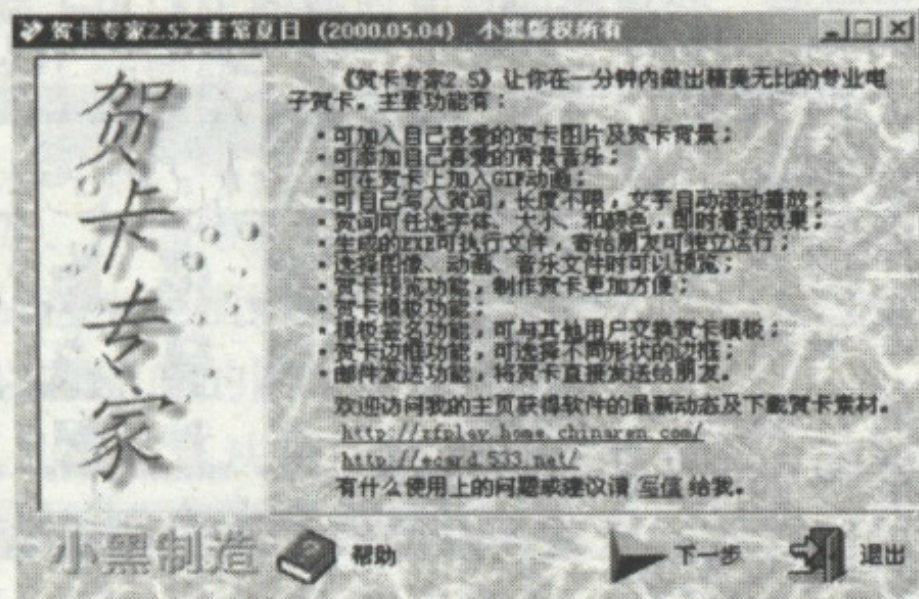 贺卡专家2.5之非常夏日 (2000.05.04) 小黑版权所有
贺卡专家
《贺卡专家2.5》让你在一分钟内做出精美无比的专业电
子贺卡。主要功能有：
·可加入自己喜爱的贺卡图片及贺卡背景；
·可添加自己喜爱的背景音乐；
·可在贺卡上加入GIF动画；
·可自己写入贺词，长度不限，文字自动滚动播放；
·贺词可任选字体、大小、和颜色，即时看到效果；
·生成的EXE可执行文件，寄给朋友可独立运行；
·选择图像、动画、音乐文件时可以预览；
·贺卡预览功能，制作贺卡更加方便；
·贺卡模板功能；
·模板签名功能，可与其他用户交换贺卡模板；
·贺卡边框功能，可选择不同形状的边框；
·邮件发送功能，将贺卡直接发送给朋友。
欢迎访问我的主页获得软件的最新动态及下载贺卡素材。
http://zfplay.home.chinaren.com/
http://ecard.533.net/
有什么使用上的问题或建议请 写信 给我。
小黑制造
帮助
下一步
退出